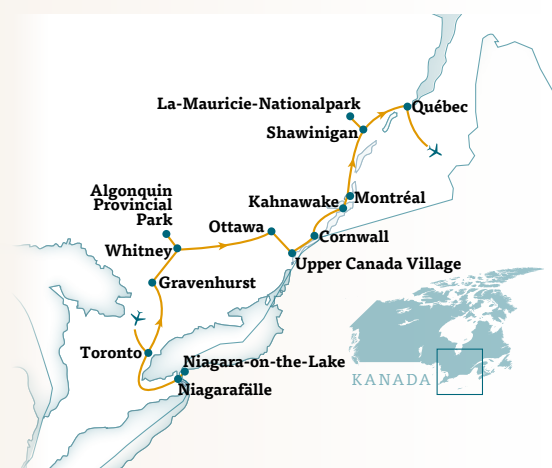 La-Mauricie-Nationalpark
Québec
Shawinigan
Algonquin
Provincial
Park
Kahnawake
Montréal
Ottawa
Cornwall
Whitney
Upper Canada Village
Gravenhurst
Toronto
Niagara-on-the-Lake
KANADA
Niagarafälle